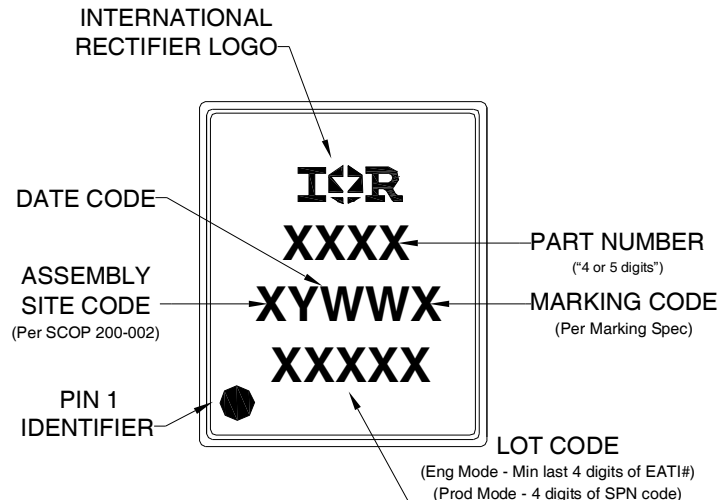 INTERNATIONAL
RECTIFIER LOGO
IOR
DATE CODE
XXXX
PART NUMBER
("4 or 5 digits")
ASSEMBLY
SITE CODE
(Per SCOP 200-002)
XYWWX
MARKING CODE
(Per Marking Spec)
XXXXX
PIN 1
IDENTIFIER
LOT CODE
(Eng Mode - Min last 4 digits of EATI#)
(Prod Mode - 4 digits of SPN code)